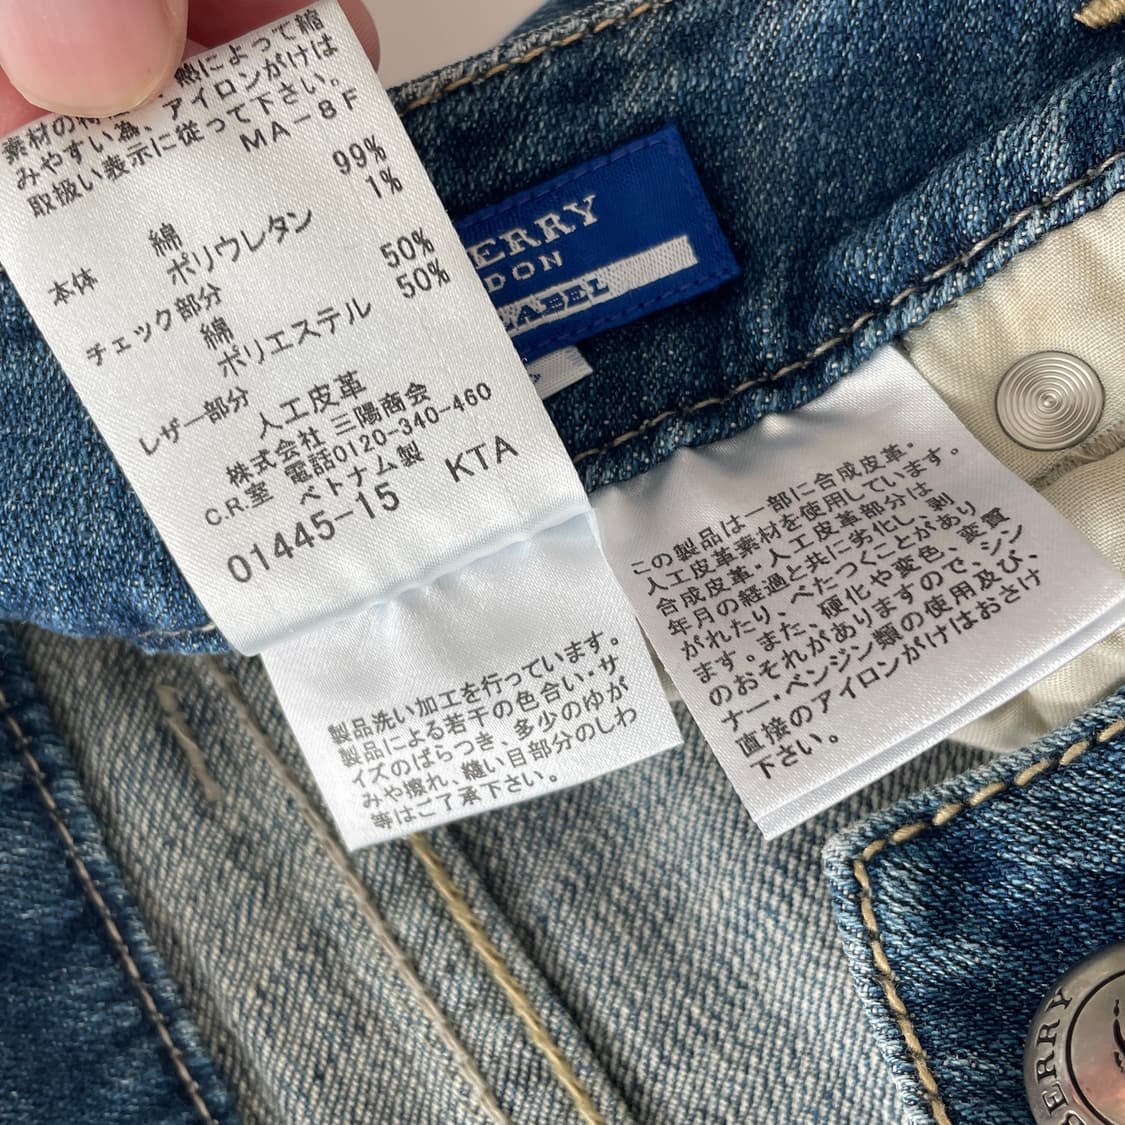 熱によって縮
素材の特性
みやすい為、アイロンがけは
取扱い表示に従って下さい。
MA-8F
本体
綿 99%
ポリウレタン 1%
チェック部分
綿 50%
ポリエステル 50%
レザー部分
人工皮革
株式会社 三陽商会
C.R.室 電話0120-340-460
ベトナム製
01445-15 KTA
製品洗い加工を行っています。
製品による若干の色合い・サ
イズのばらつき、多少のゆが
みや擦れ、縫い目部分のしわ
等はご了承下さい。
ERRY
DON
LABEL
この製品は一部に合成皮革・
人工皮革素材を使用しています。
合成皮革・人工皮革部分は
年月の経過と共に劣化し、剥
がれたり、べたつくことがあり
ます。また、硬化や変色、変質
のおそれがありますので、シン
ナー・ベンジン類の使用及び、
直接のアイロンがけはおさけ
下さい。
BERRY